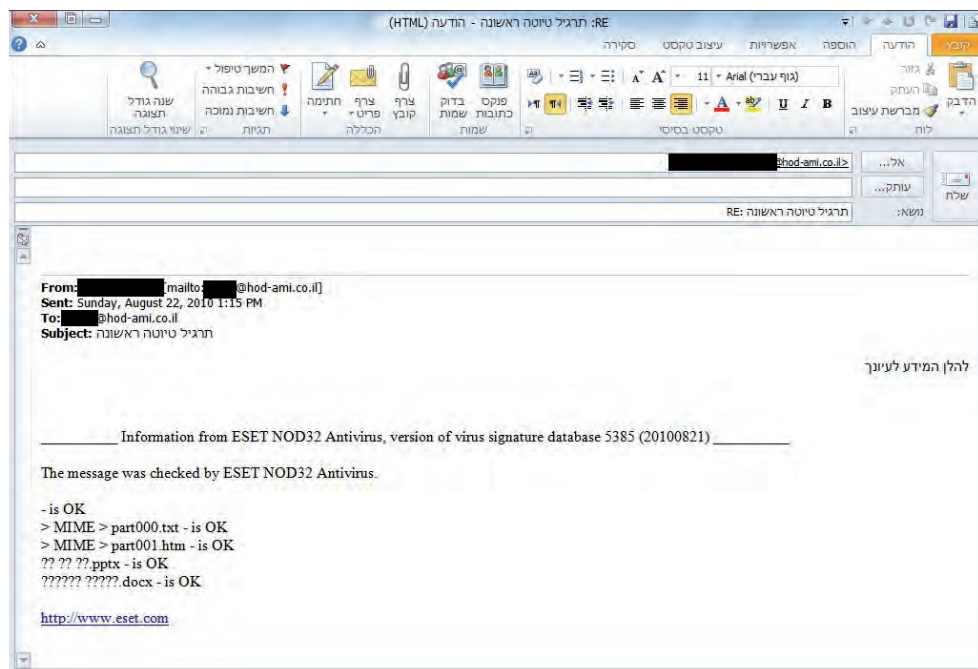 RE: תרגיל טיוטה ראשונה - הודעה (HTML)
קובץ הודעה הוספה אפשרויות עיצוב טקסט סקירה
הדבק
גזור
העתק
מברשת עיצוב
לוח
Arial (גוף עברי) 11
B I U
טקסט בסיסי
פנקס כתובות
בדוק שמות
שמות
צרף קובץ
צרף פריט
חתימה
הכללה
המשך טיפול
חשיבות גבוהה
חשיבות נמוכה
תגיות
שנה גודל תצוגה
שינוי גודל תצוגה
שלח
אל...
@hod-ami.co.il>
עותק...
נושא:
RE: תרגיל טיוטה ראשונה
From: [mailto: @hod-ami.co.il]
Sent: Sunday, August 22, 2010 1:15 PM
To: @hod-ami.co.il
Subject: תרגיל טיוטה ראשונה
להלן המידע לעיונך
__________ Information from ESET NOD32 Antivirus, version of virus signature database 5385 (20100821) __________
The message was checked by ESET NOD32 Antivirus.
- is OK
> MIME > part000.txt - is OK
> MIME > part001.htm - is OK
?? ?? ??.pptx - is OK
?????? ?????.docx - is OK
http://www.eset.com